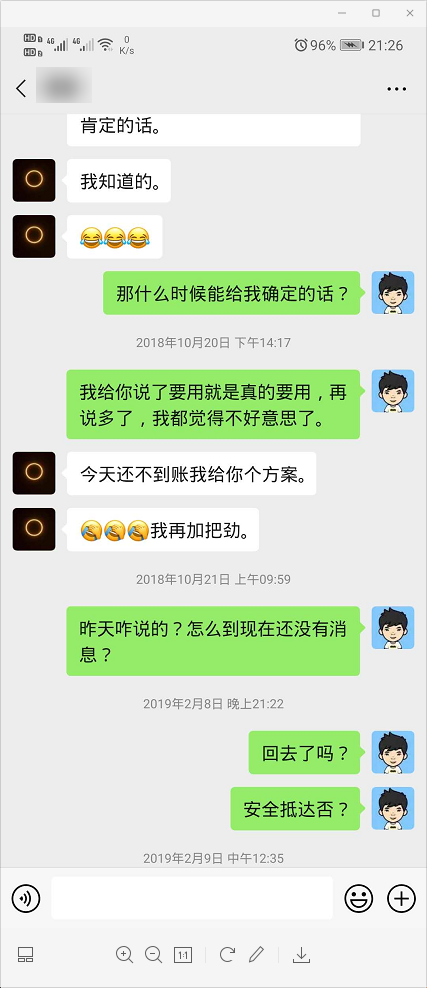 HD 1 4G 4G 0 96% 21:26
HD 2 K/s
肯定的话。
我知道的。
那什么时候能给我确定的话？
2018年10月20日 下午14:17
我给你说了要用就是真的要用，再
说多了，我都觉得不好意思了。
今天还不到账我给你个方案。
我再加把劲。
2018年10月21日 上午09:59
昨天咋说的？怎么到现在还没有消
息？
2019年2月8日 晚上21:22
回去了吗？
安全抵达否？
2019年2月9日 中午12:35
1:1